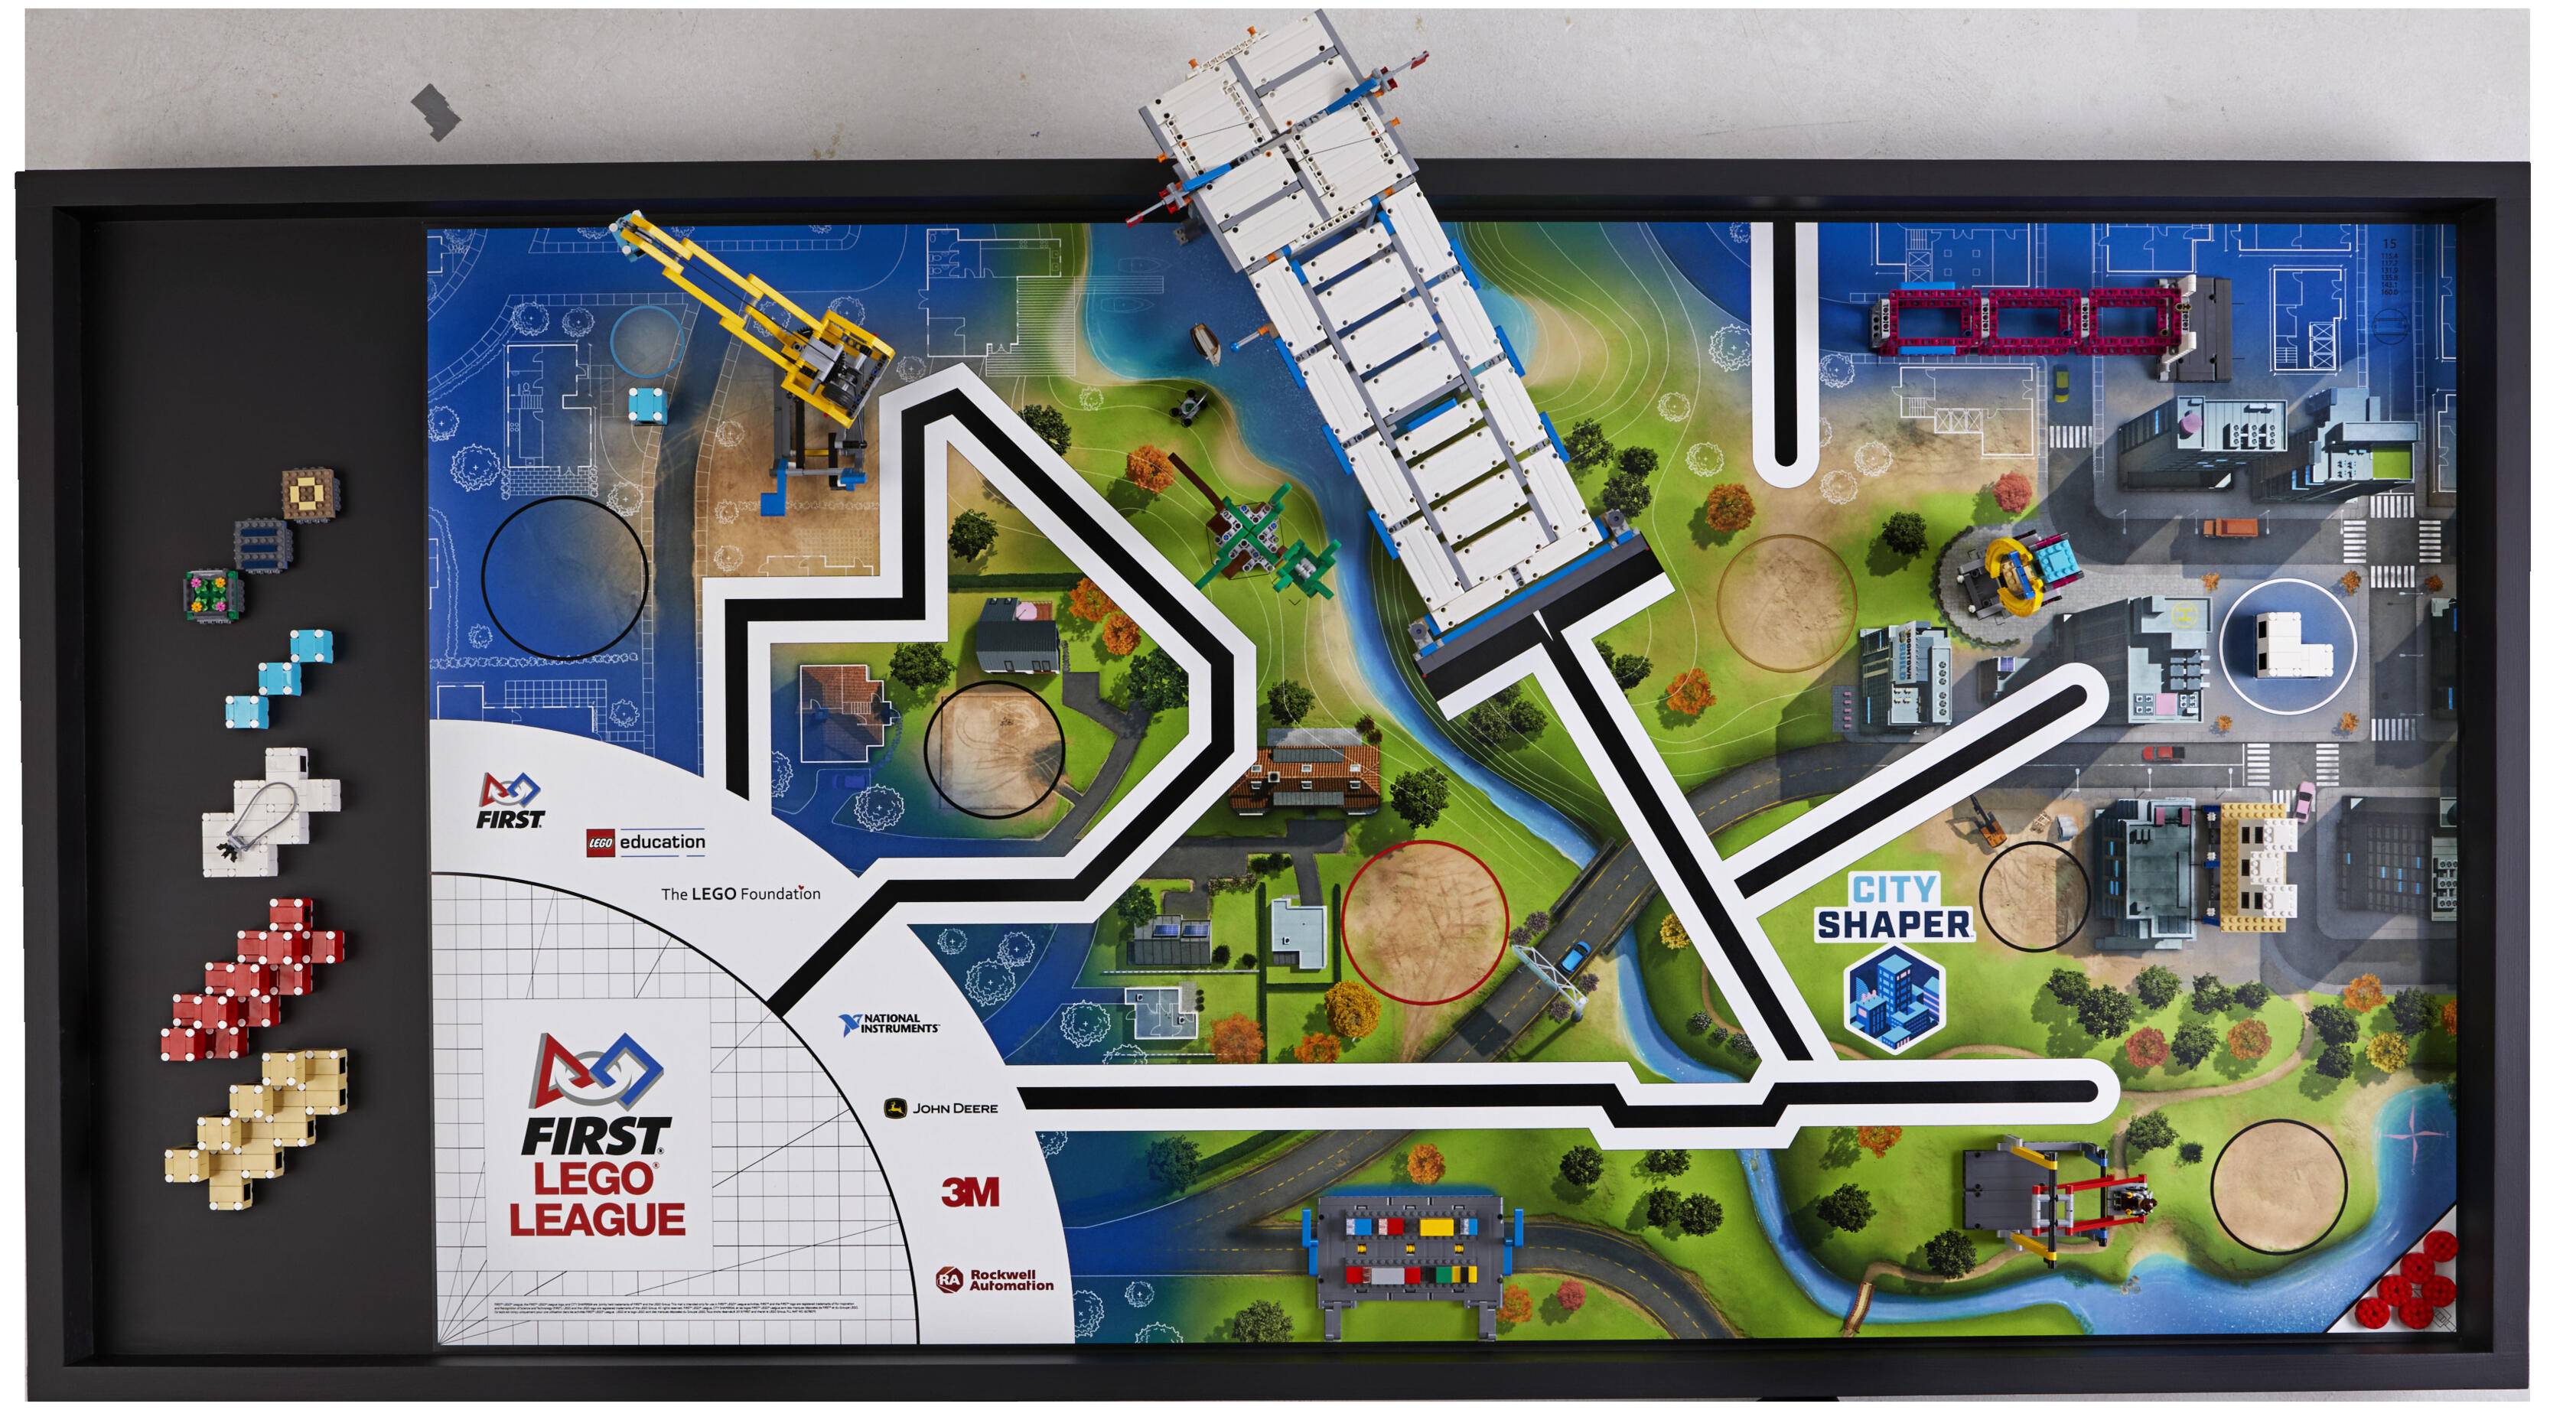 15
FIRST
LEGO education
The LEGO Foundation
CITY
SHAPER
NATIONAL
INSTRUMENTS
FIRST
LEGO
LEAGUE
JOHN DEERE
3M
RA Rockwell
Automation